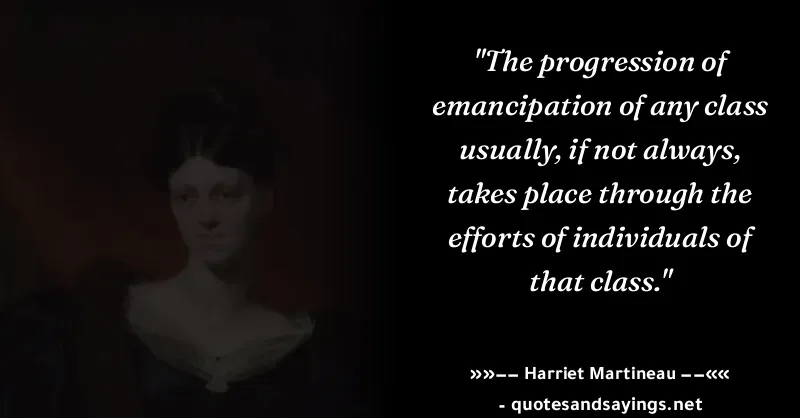 "The progression of
emancipation of any class
usually, if not always,
takes place through the
efforts of individuals of
that class."
»»–– Harriet Martineau ––««
- quotesandsayings.net